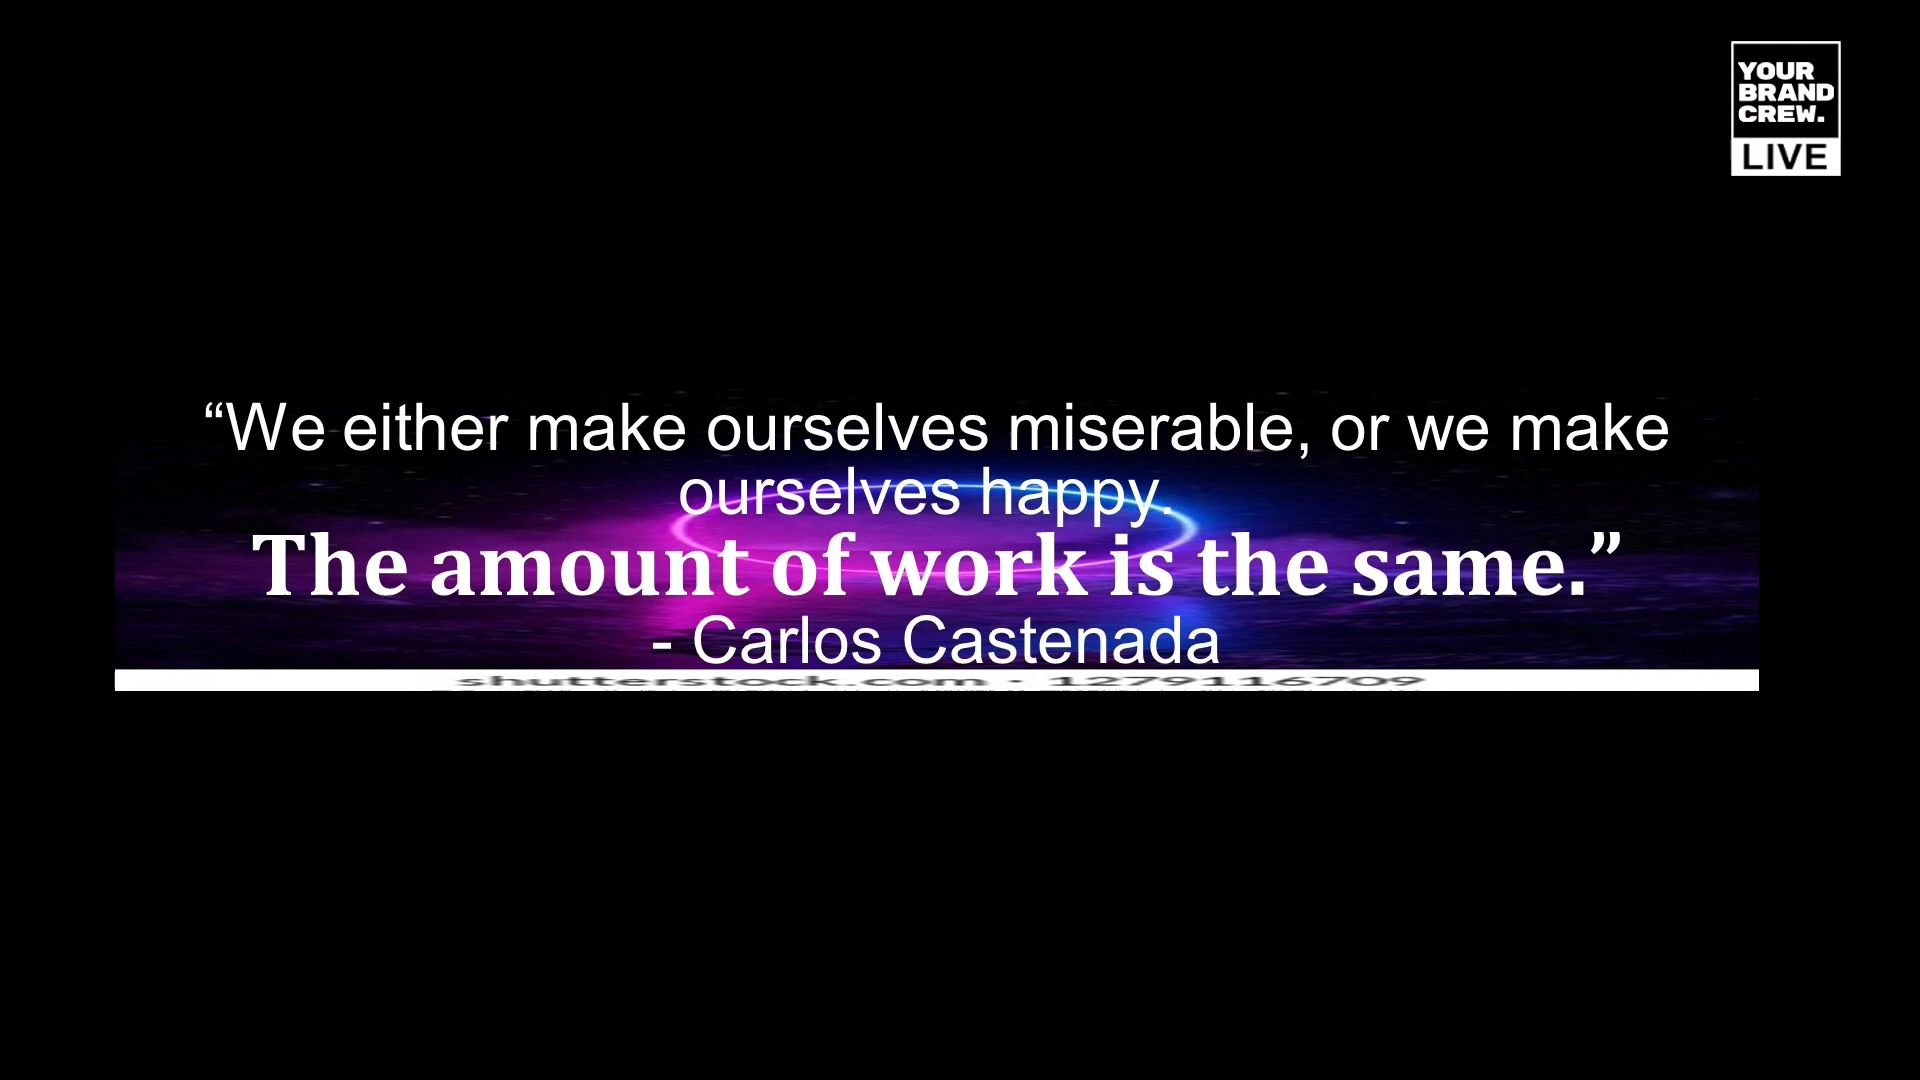 YOUR
BRAND
CREW.
LIVE
“We either make ourselves miserable, or we make
ourselves happy.
The amount of work is the same.”
- Carlos Castenada
shutterstock.com · 1279116709